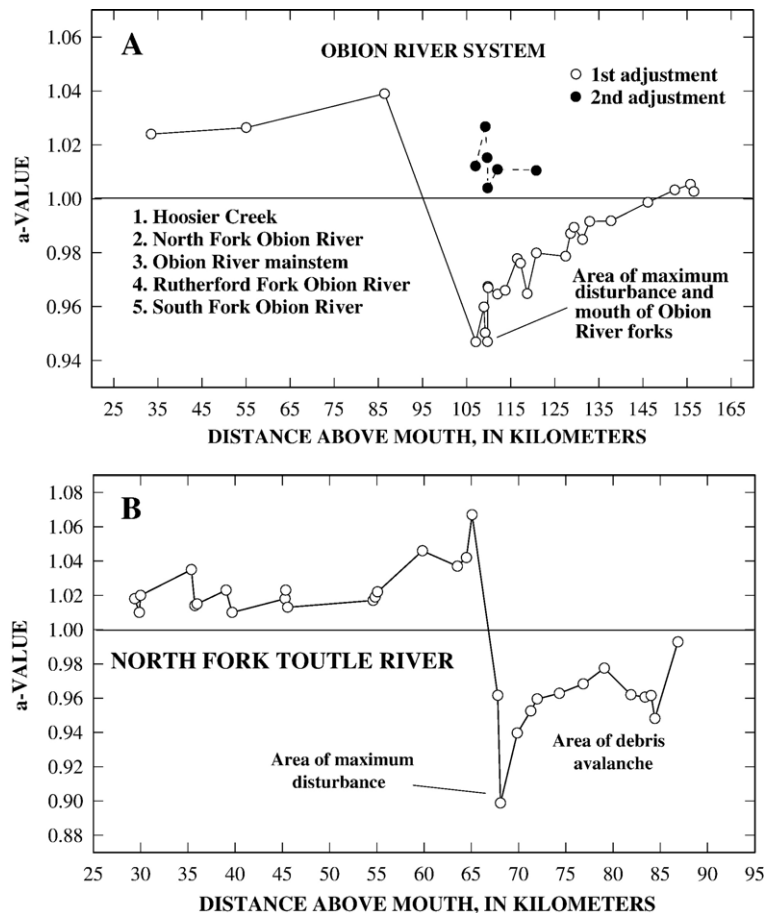 A
OBION RIVER SYSTEM
1st adjustment
2nd adjustment
1.06
1.04
1.02
1.00
0.98
0.96
0.94
a-VALUE
1. Hoosier Creek
2. North Fork Obion River
3. Obion River mainstem
4. Rutherford Fork Obion River
5. South Fork Obion River
Area of maximum
disturbance and
mouth of Obion
River forks
25 35 45 55 65 75 85 95 105 115 125 135 145 155 165
DISTANCE ABOVE MOUTH, IN KILOMETERS
B
1.08
1.06
1.04
1.02
1.00
0.98
0.96
0.94
0.92
0.90
0.88
a-VALUE
NORTH FORK TOUTLE RIVER
Area of maximum
disturbance
Area of debris
avalanche
25 30 35 40 45 50 55 60 65 70 75 80 85 90 95
DISTANCE ABOVE MOUTH, IN KILOMETERS